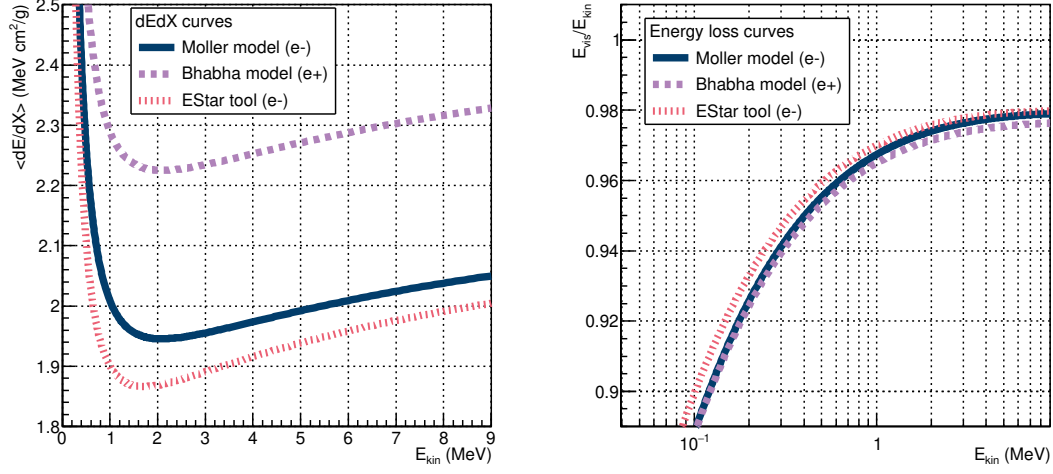 <dE/dX> (MeV cm²/g)
2.5
2.4
2.3
2.2
2.1
2
1.9
1.8
dEdX curves
Moller model (e-)
Bhabha model (e+)
EStar tool (e-)
0 1 2 3 4 5 6 7 8 9
E_kin (MeV)
E_vis/E_kin
1
0.98
0.96
0.94
0.92
0.9
Energy loss curves
Moller model (e-)
Bhabha model (e+)
EStar tool (e-)
10⁻¹ 1
E_kin (MeV)